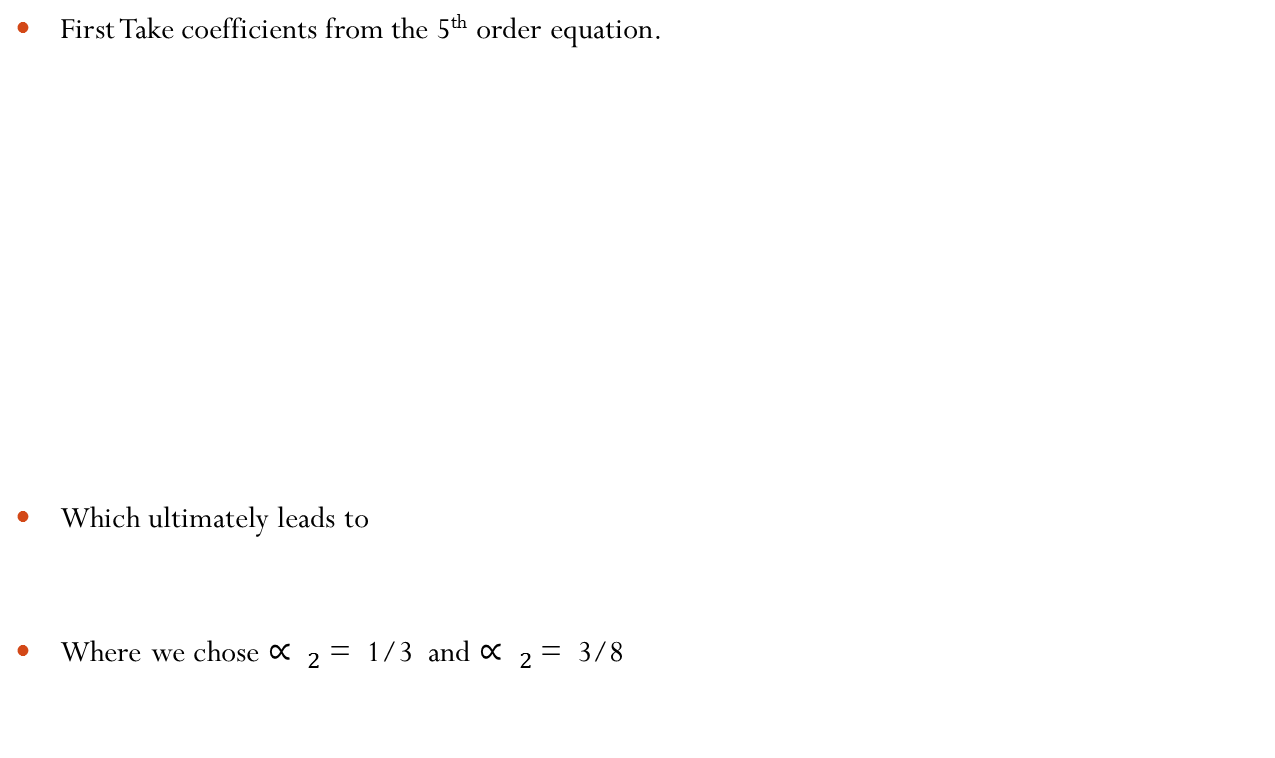 • First Take coefficients from the 5th order equation.
• Which ultimately leads to
• Where we chose ∝ ₂ = 1/3 and ∝ ₂ = 3/8